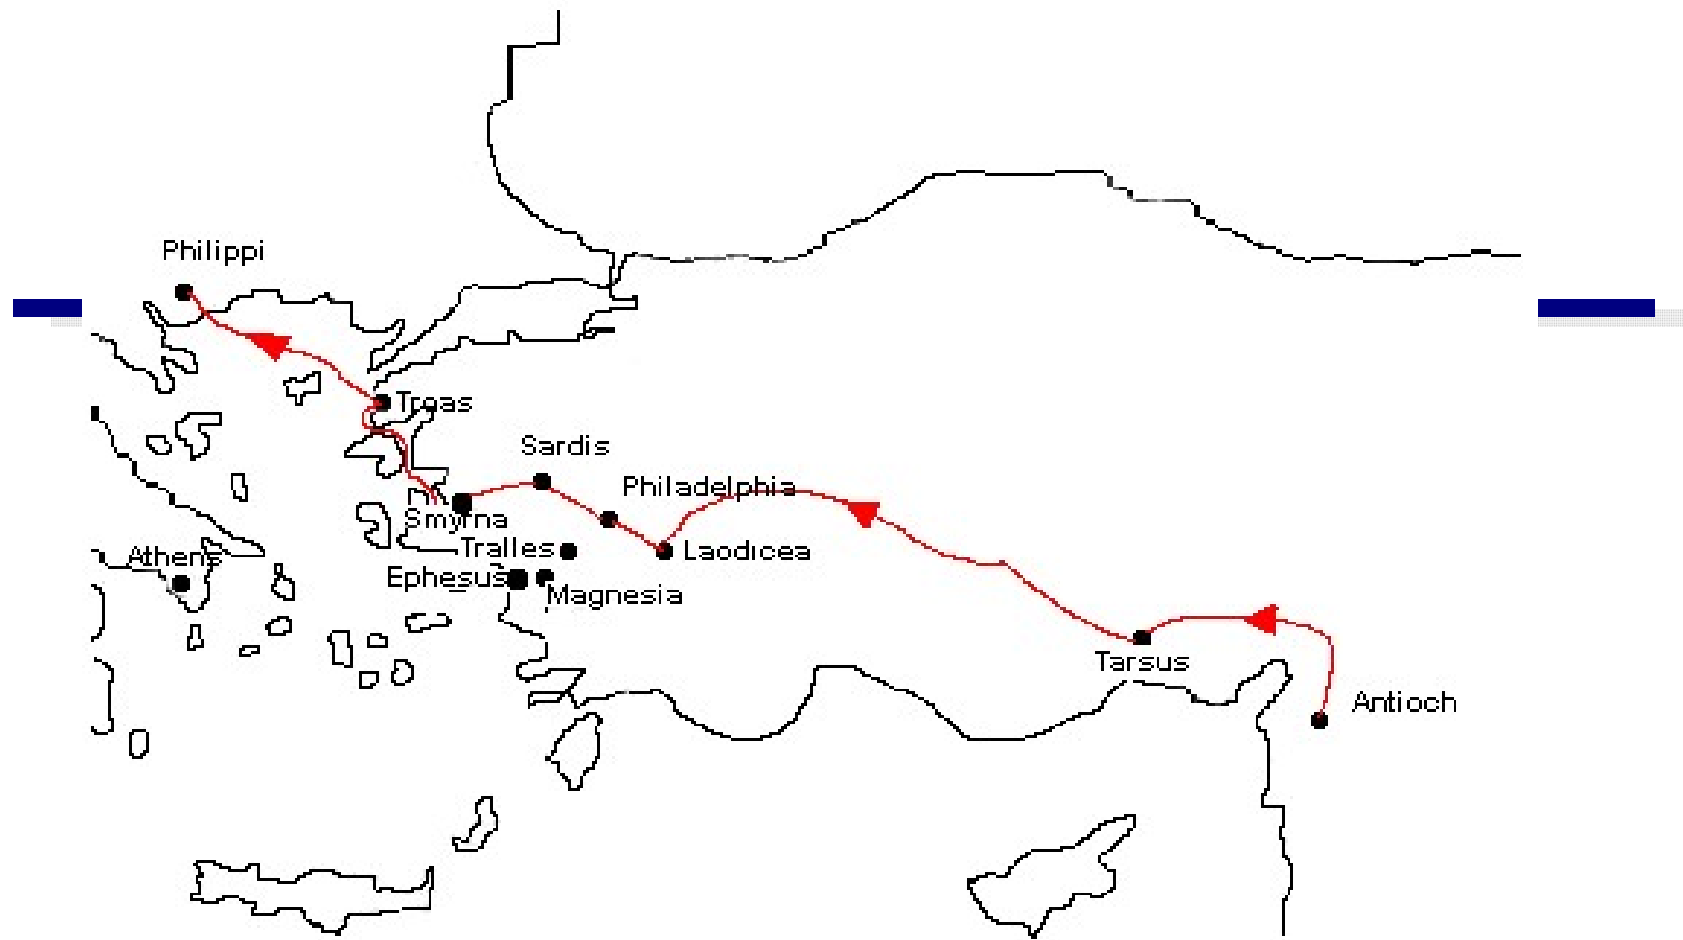 Philippi
Troas
Sardis
Philadelphia
Smyrna
Athens
Tralles
Laodicea
Ephesus
Magnesia
Tarsus
Antioch